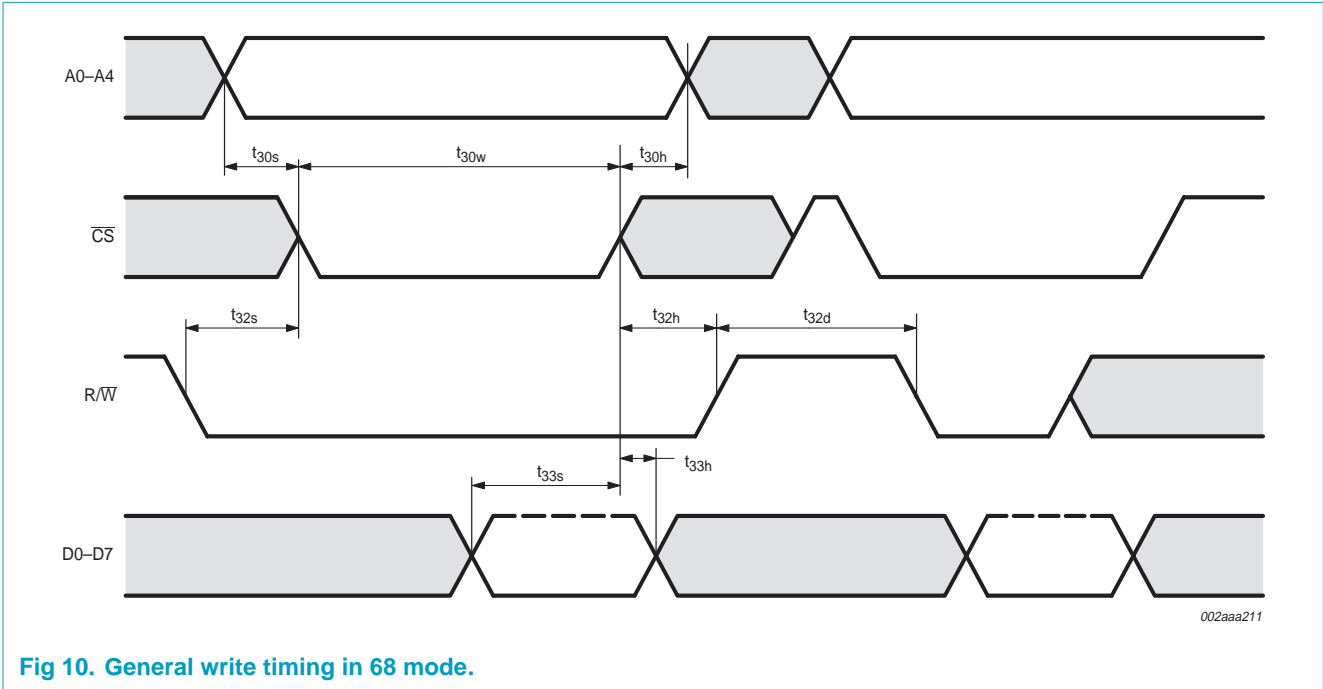 A0–A4
t30s
t30w
t30h
CS
t32s
t32h
t32d
R/W
t33s
t33h
D0–D7
002aaa211
Fig 10. General write timing in 68 mode.